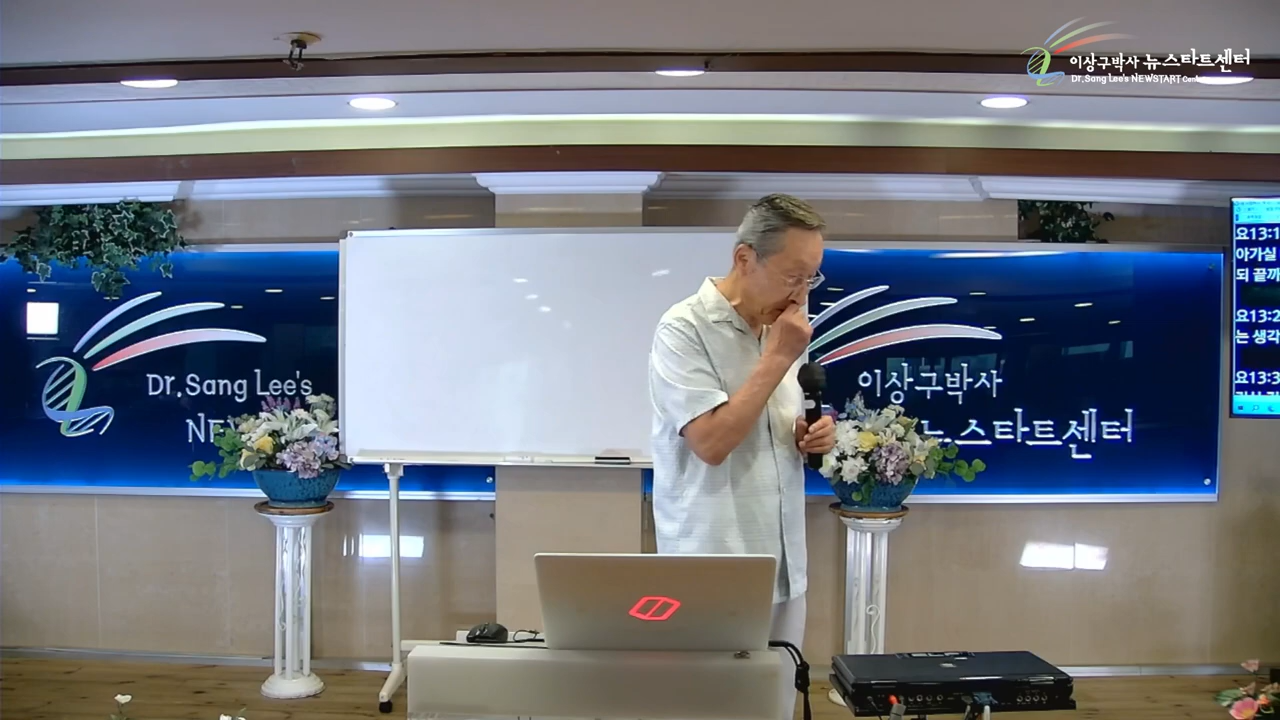 이상구박사 뉴스타트센터
Dr.Sang Lee's NEWSTART
Dr.Sang Lee's
이상구박사
뉴스타트센터
요13:1
아가실
되 끝까
요13:2
는 생각
요13:3